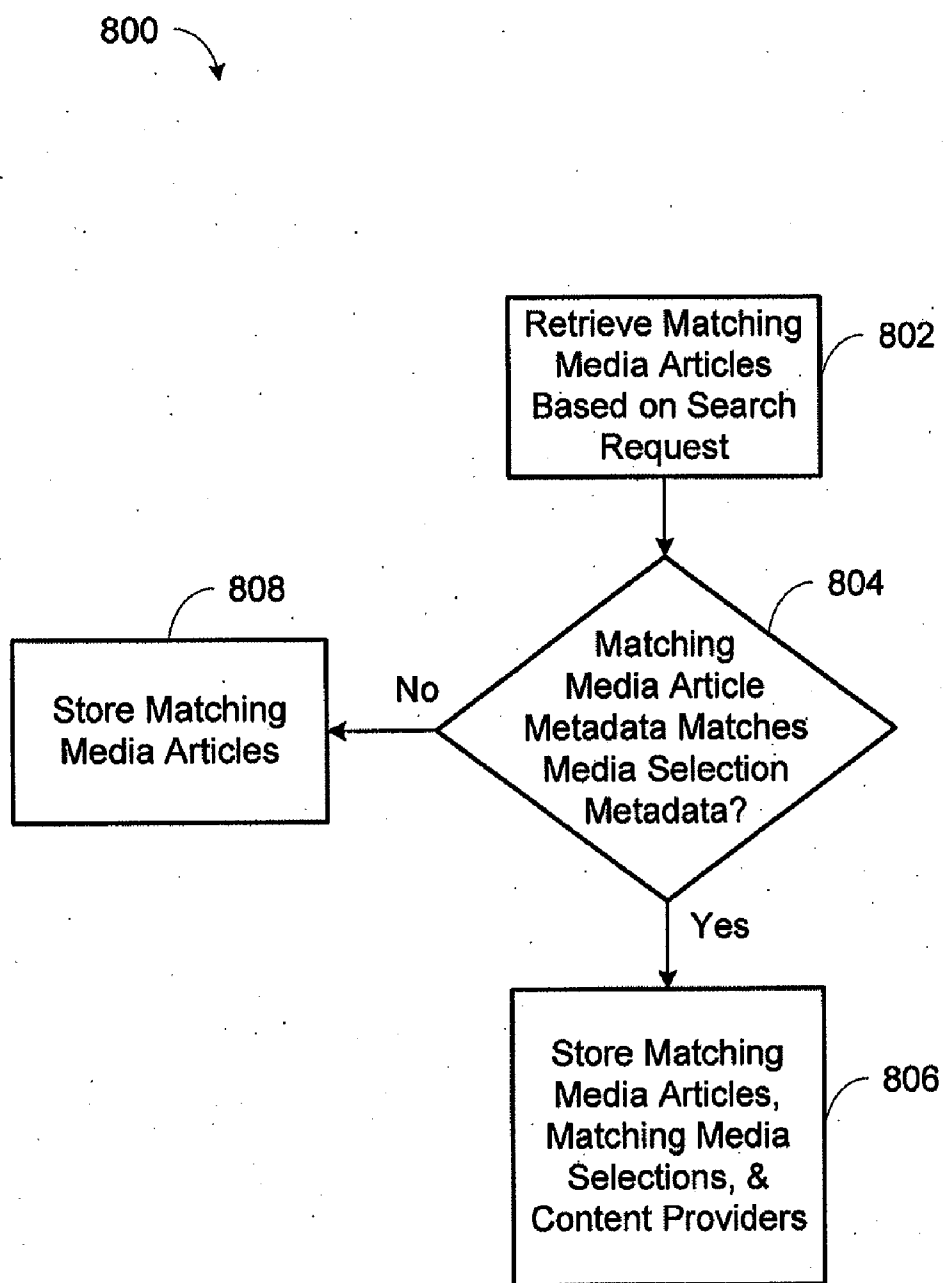 800
Retrieve Matching
Media Articles
Based on Search
Request
802
804
Matching
Media Article
Metadata Matches
Media Selection
Metadata?
No
808
Store Matching
Media Articles
Yes
Store Matching
Media Articles,
Matching Media
Selections, &
Content Providers
806